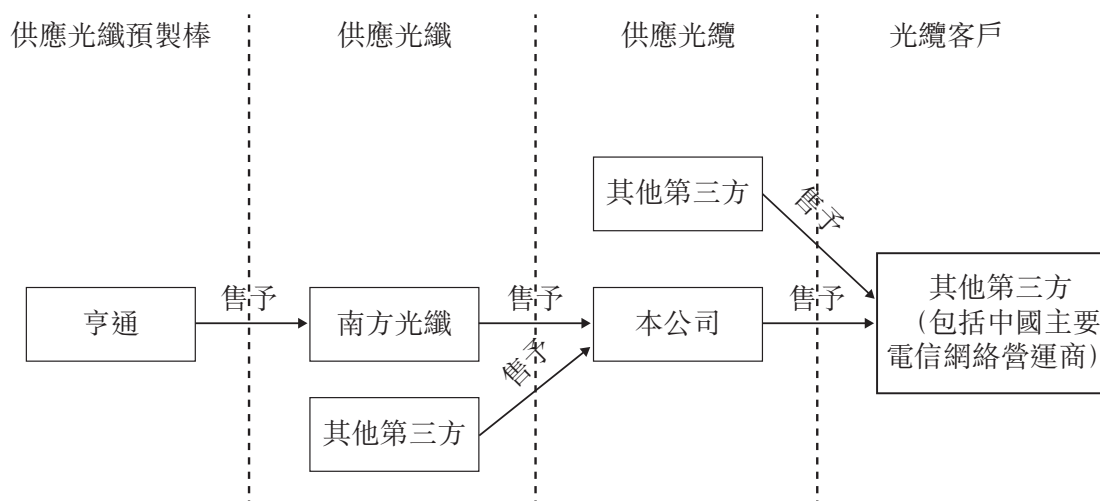 供應光纖預製棒
供應光纖
供應光纜
光纜客戶
其他第三方
售予
亨通
售予
南方光纖
售予
本公司
售予
其他第三方
（包括中國主要
電信網絡營運商）
售予
其他第三方